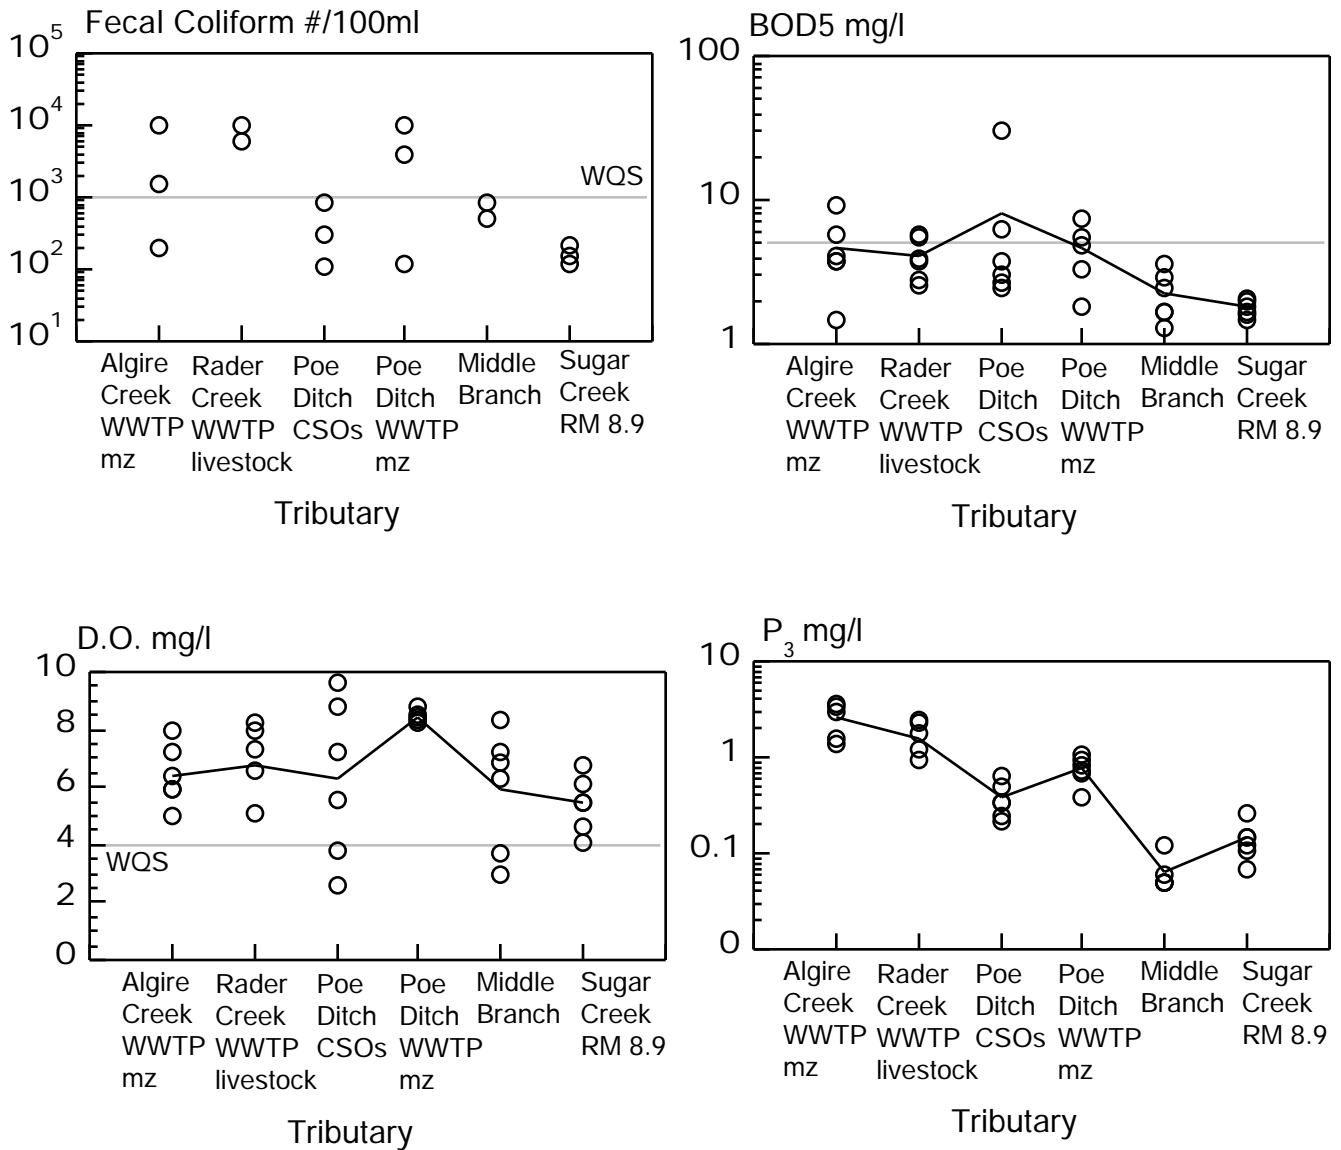 Fecal Coliform #/100ml
10^5
10^4
10^3
10^2
10^1
WQS
Algire
Creek
WWTP
mz
Rader
Creek
WWTP
livestock
Poe
Ditch
CSOs
Poe
Ditch
WWTP
mz
Middle
Branch
Sugar
Creek
RM 8.9
Tributary
BOD5 mg/l
100
10
1
Algire
Creek
WWTP
mz
Rader
Creek
WWTP
livestock
Poe
Ditch
CSOs
Poe
Ditch
WWTP
mz
Middle
Branch
Sugar
Creek
RM 8.9
Tributary
D.O. mg/l
10
8
6
4
2
0
WQS
Algire
Creek
WWTP
mz
Rader
Creek
WWTP
livestock
Poe
Ditch
CSOs
Poe
Ditch
WWTP
mz
Middle
Branch
Sugar
Creek
RM 8.9
Tributary
P3 mg/l
10
1
0.1
0
Algire
Creek
WWTP
mz
Rader
Creek
WWTP
livestock
Poe
Ditch
CSOs
Poe
Ditch
WWTP
mz
Middle
Branch
Sugar
Creek
RM 8.9
Tributary